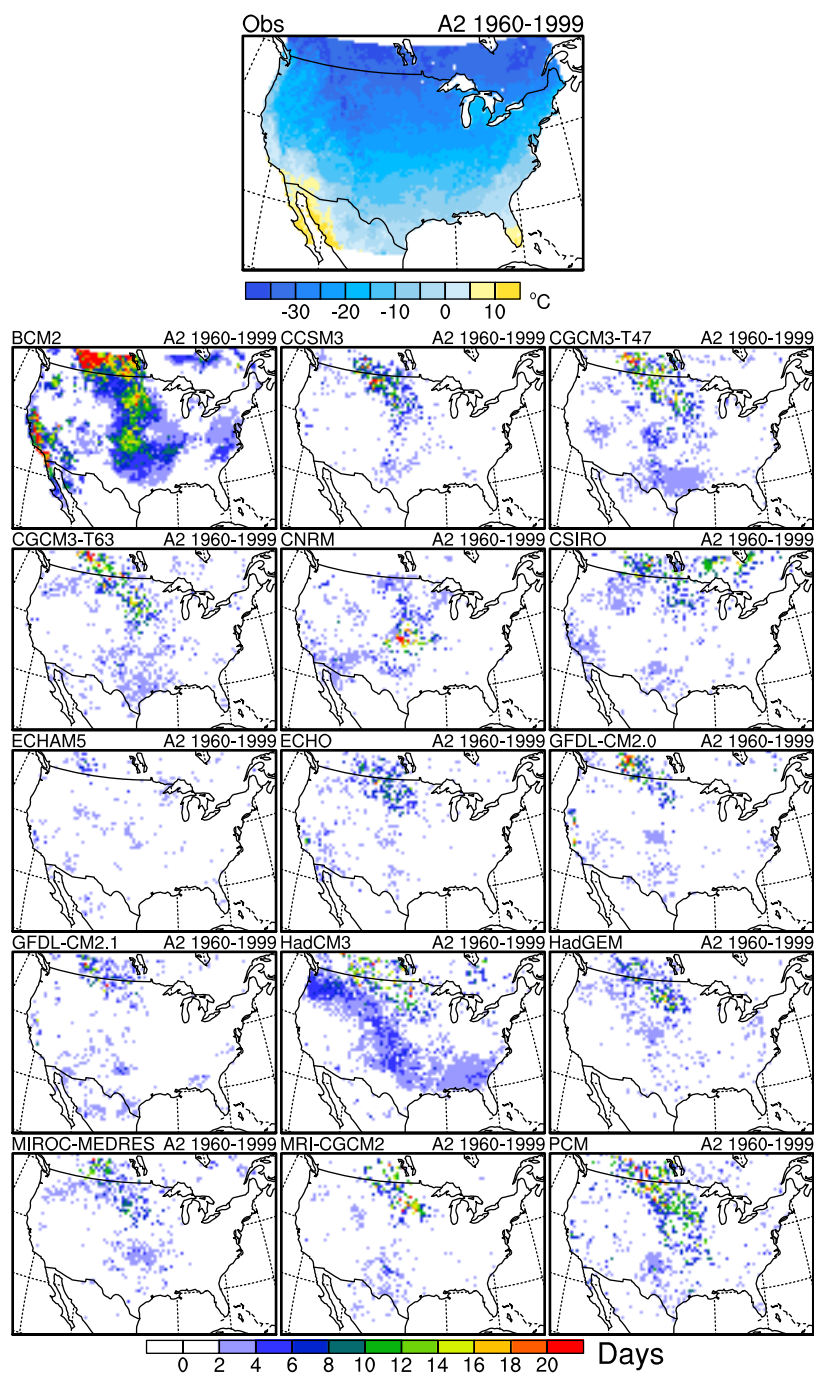 Obs A2 1960-1999
-30 -20 -10 0 10 °C
BCM2 A2 1960-1999 CCSM3 A2 1960-1999 CGCM3-T47 A2 1960-1999
CGCM3-T63 A2 1960-1999 CNRM A2 1960-1999 CSIRO A2 1960-1999
ECHAM5 A2 1960-1999 ECHO A2 1960-1999 GFDL-CM2.0 A2 1960-1999
GFDL-CM2.1 A2 1960-1999 HadCM3 A2 1960-1999 HadGEM A2 1960-1999
MIROC-MEDRES A2 1960-1999 MRI-CGCM2 A2 1960-1999 PCM A2 1960-1999
0 2 4 6 8 10 12 14 16 18 20 Days